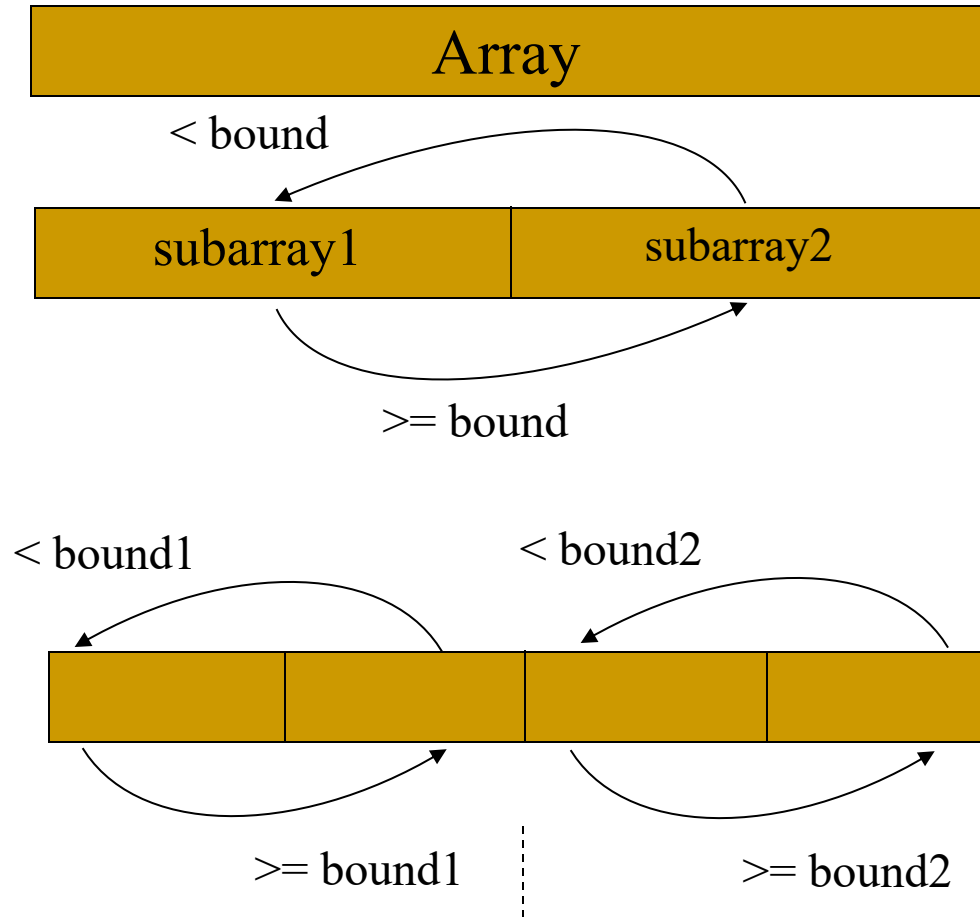 Array
< bound
subarray1
subarray2
>= bound
< bound1
< bound2
>= bound1
>= bound2